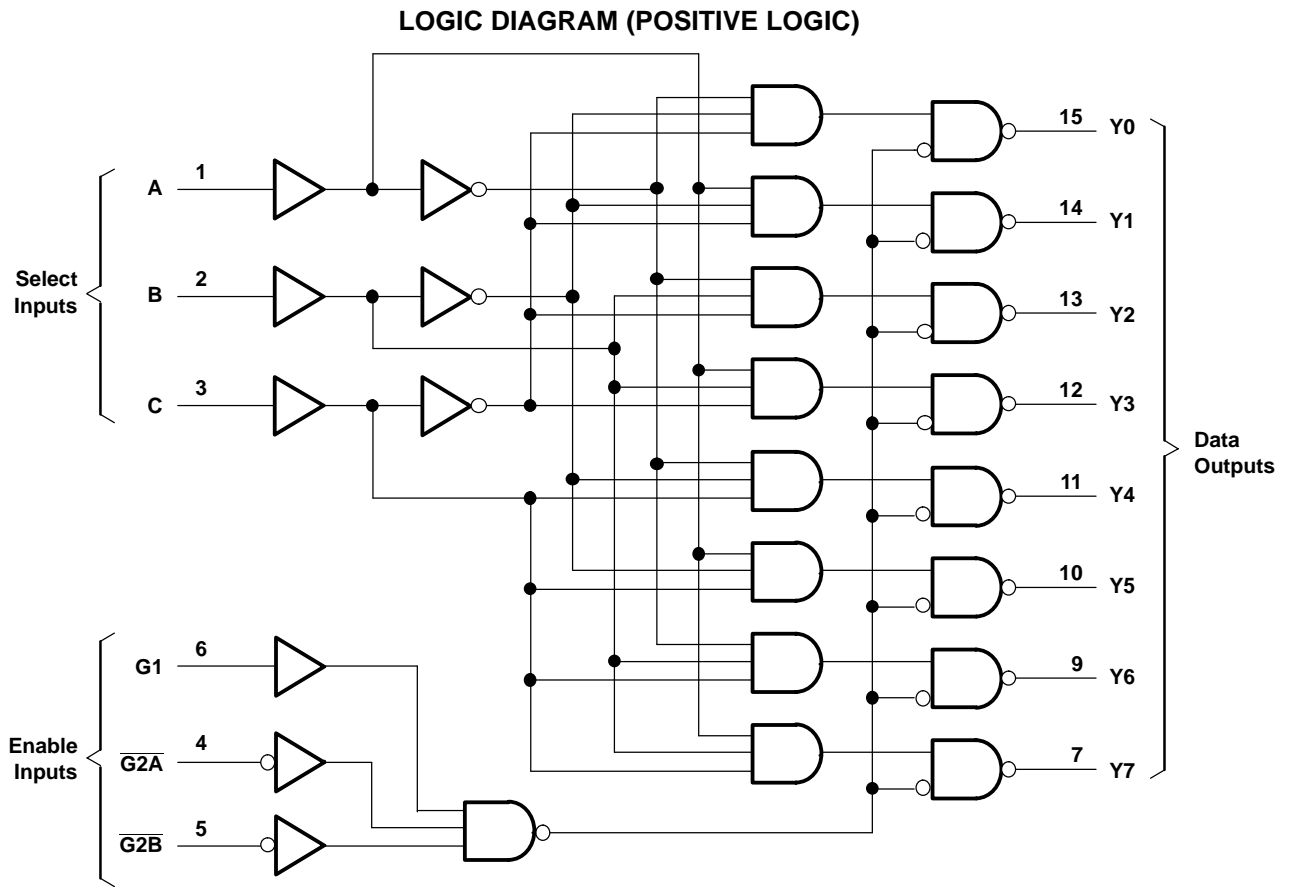 LOGIC DIAGRAM (POSITIVE LOGIC)
15 Y0
A 1
14 Y1
Select
Inputs
B 2
13 Y2
C 3
12 Y3
Data
Outputs
11 Y4
10 Y5
G1 6
9 Y6
Enable
Inputs
G2A 4
7 Y7
G2B 5